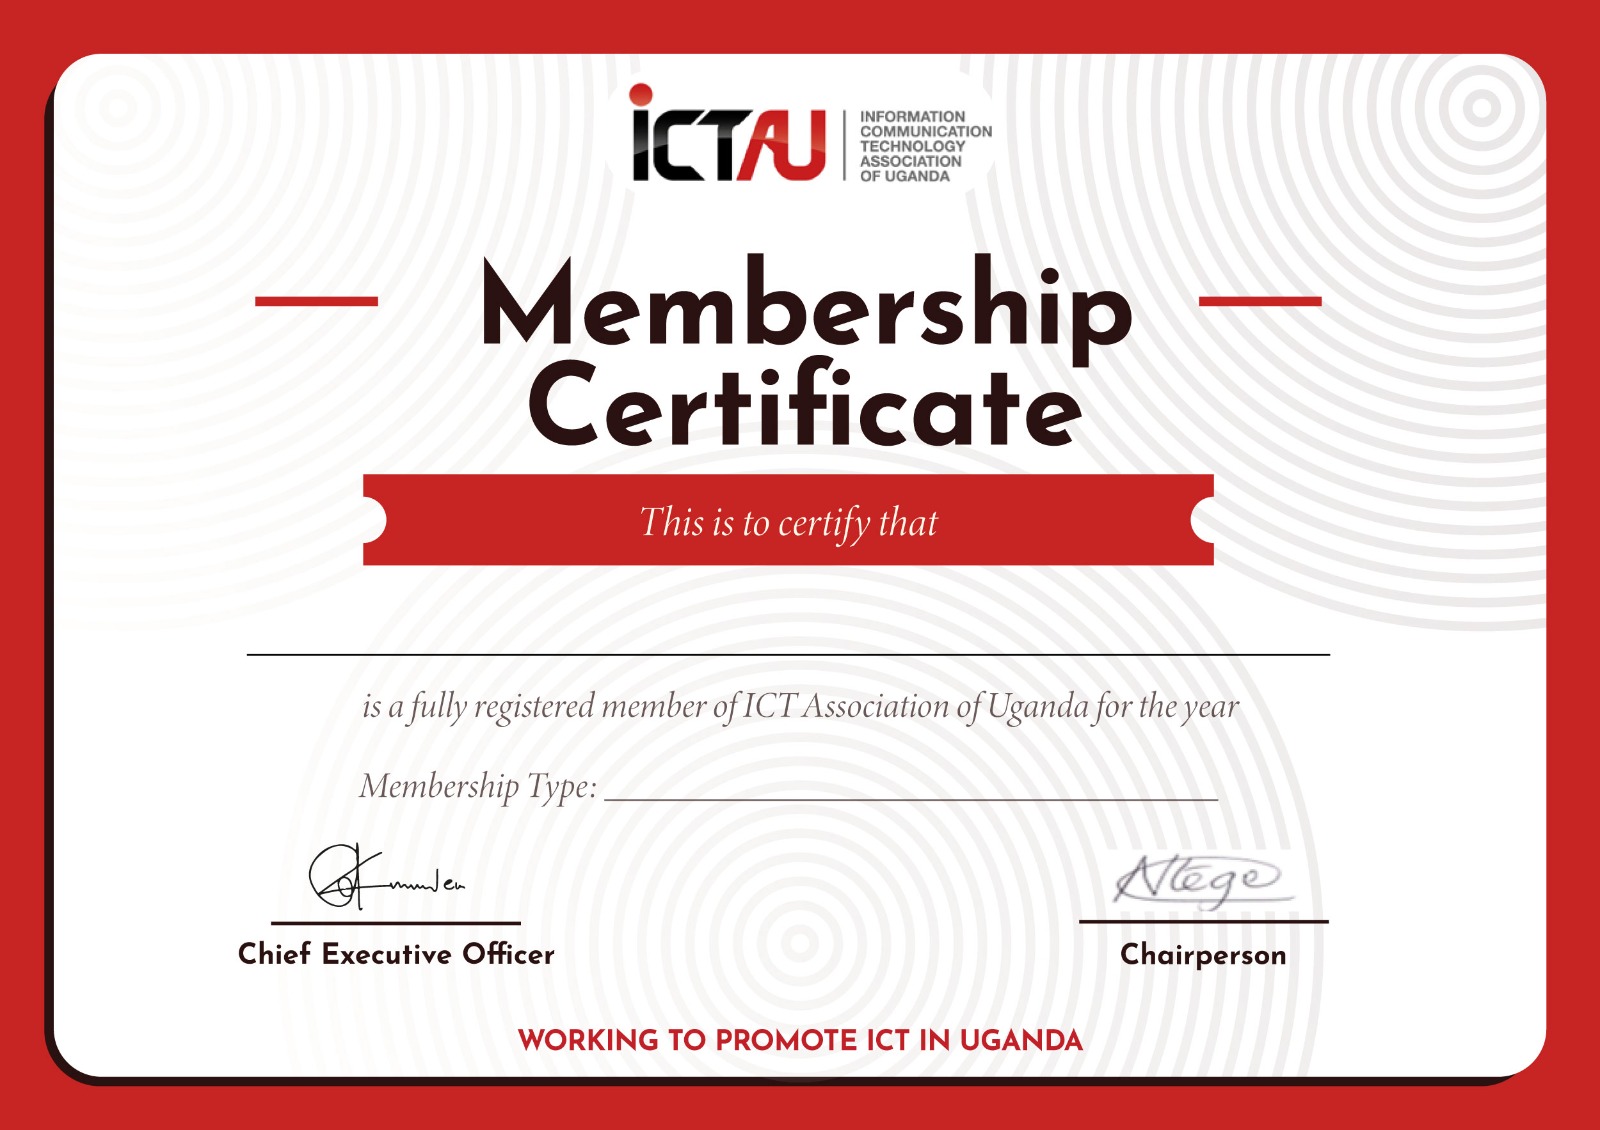 ICTAU
INFORMATION
COMMUNICATION
TECHNOLOGY
ASSOCIATION
OF UGANDA
Membership
Certificate
This is to certify that
is a fully registered member of ICT Association of Uganda for the year
Membership Type:
Chief Executive Officer
Chairperson
WORKING TO PROMOTE ICT IN UGANDA